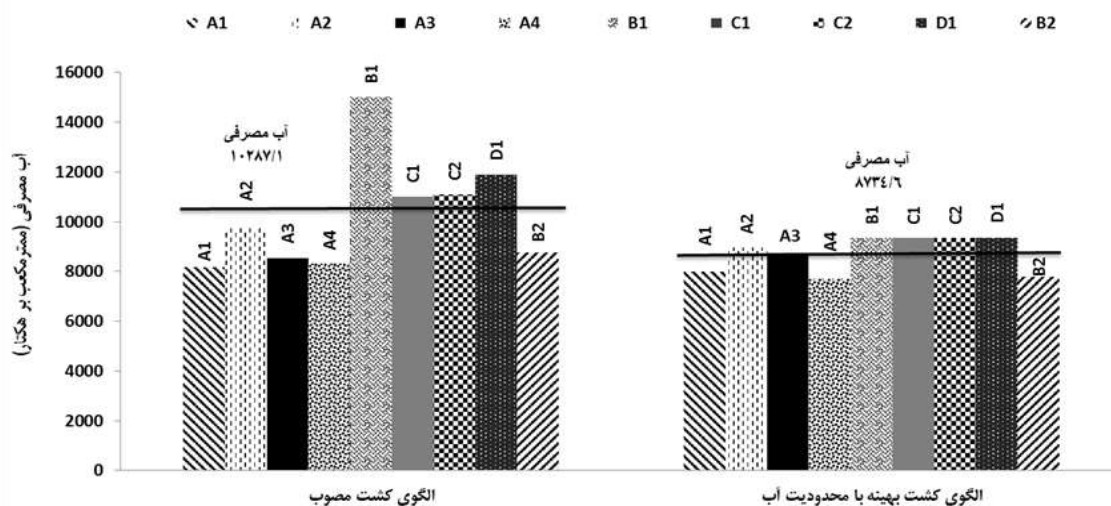 A1 A2 A3 A4 B1 C1 C2 D1 B2
آب مصرفی (مترمکعب بر هکتار)
16000
14000
12000
10000
8000
6000
4000
2000
0
آب مصرفی
۱۰۲۸۷/۱
A1
A2
A3
A4
B1
C1
C2
D1
B2
الگوی کشت مصوب
آب مصرفی
۸۷۳٤/٦
A1
A2
A3
A4
B1
C1
C2
D1
B2
الگوی کشت بهینه با محدودیت آب